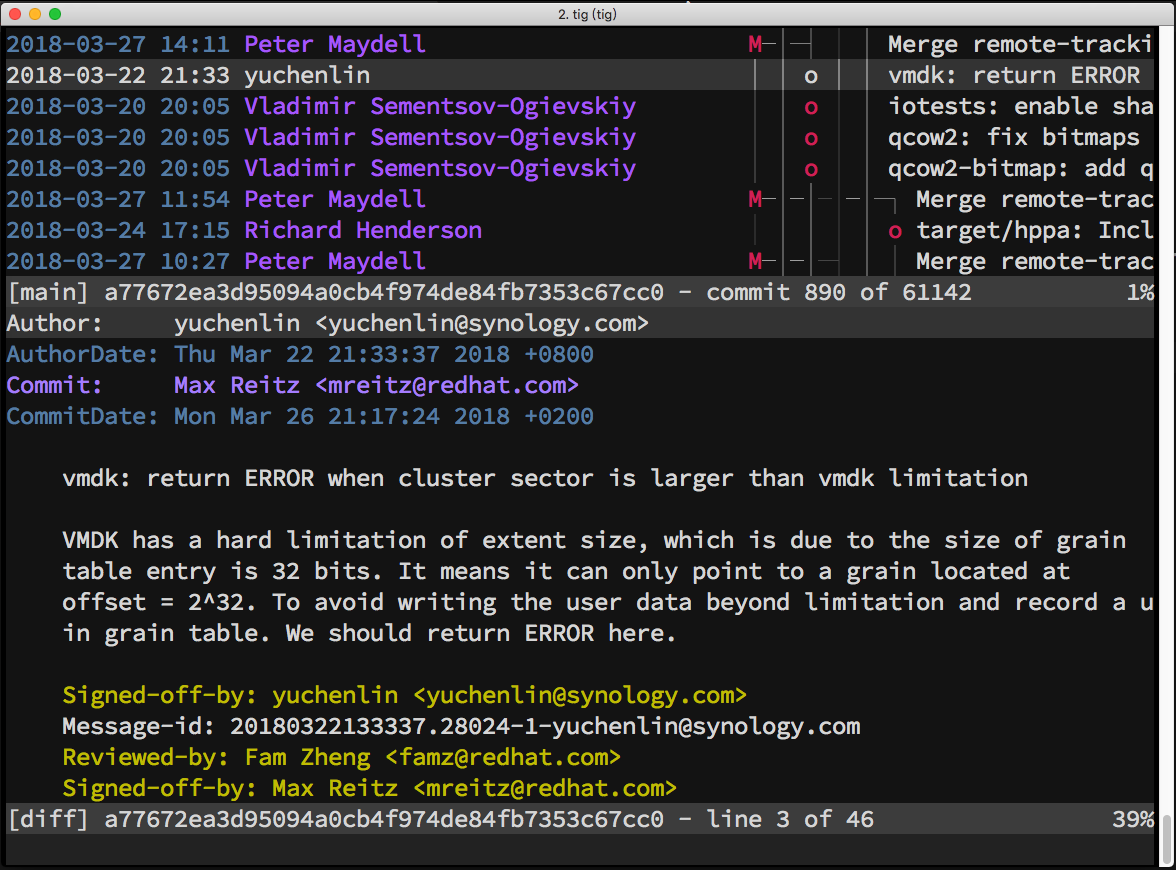 2. tig (tig)
2018-03-27 14:11 Peter Maydell M Merge remote-tracki
2018-03-22 21:33 yuchenlin o vmdk: return ERROR
2018-03-20 20:05 Vladimir Sementsov-Ogievskiy o iotests: enable sha
2018-03-20 20:05 Vladimir Sementsov-Ogievskiy o qcow2: fix bitmaps
2018-03-20 20:05 Vladimir Sementsov-Ogievskiy o qcow2-bitmap: add q
2018-03-27 11:54 Peter Maydell M Merge remote-trac
2018-03-24 17:15 Richard Henderson o target/hppa: Incl
2018-03-27 10:27 Peter Maydell M Merge remote-trac
[main] a77672ea3d95094a0cb4f974de84fb7353c67cc0 - commit 890 of 61142 1%
Author: yuchenlin <yuchenlin@synology.com>
AuthorDate: Thu Mar 22 21:33:37 2018 +0800
Commit: Max Reitz <mreitz@redhat.com>
CommitDate: Mon Mar 26 21:17:24 2018 +0200
vmdk: return ERROR when cluster sector is larger than vmdk limitation
VMDK has a hard limitation of extent size, which is due to the size of grain
table entry is 32 bits. It means it can only point to a grain located at
offset = 2^32. To avoid writing the user data beyond limitation and record a u
in grain table. We should return ERROR here.
Signed-off-by: yuchenlin <yuchenlin@synology.com>
Message-id: 20180322133337.28024-1-yuchenlin@synology.com
Reviewed-by: Fam Zheng <famz@redhat.com>
Signed-off-by: Max Reitz <mreitz@redhat.com>
[diff] a77672ea3d95094a0cb4f974de84fb7353c67cc0 - line 3 of 46 39%